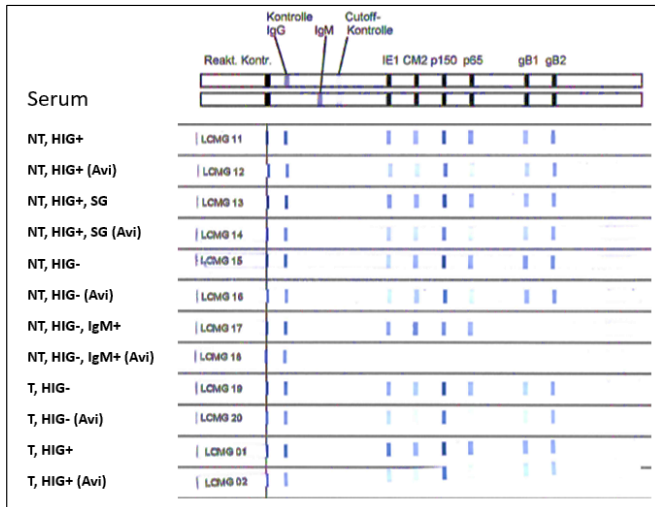 Kontrolle Cutoff-
IgG IgM Kontrolle
Reakt. Kontr. IE1 CM2 p150 p65 gB1 gB2
Serum
NT, HIG+ LCMG 11
NT, HIG+ (Avi) LCMG 12
NT, HIG+, SG LCMG 13
NT, HIG+, SG (Avi) LCMG 14
NT, HIG- LCMG 15
NT, HIG- (Avi) LCMG 16
NT, HIG-, IgM+ LCMG 17
NT, HIG-, IgM+ (Avi) LCMG 18
T, HIG- LCMG 19
T, HIG- (Avi) LCMG 20
T, HIG+ LCMG 01
T, HIG+ (Avi) LCMG 02